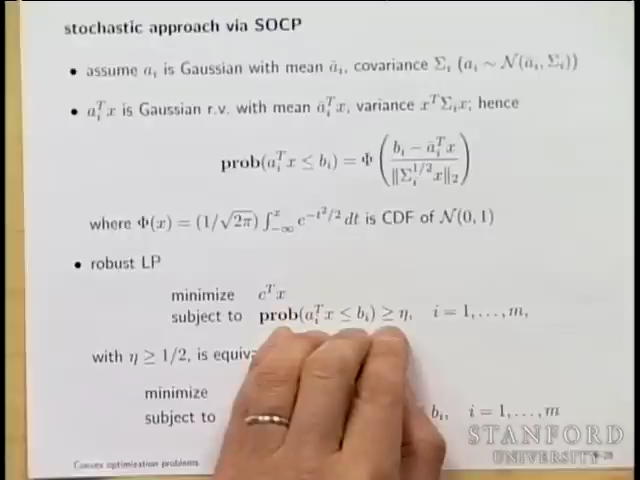 stochastic approach via SOCP
• assume aᵢ is Gaussian with mean āᵢ, covariance Σᵢ (aᵢ ~ 𝒩(āᵢ, Σᵢ))
• aᵢᵀx is Gaussian r.v. with mean āᵢᵀx, variance xᵀΣᵢx; hence
prob(aᵢᵀx ≤ bᵢ) = Φ( (bᵢ − āᵢᵀx) / ‖Σᵢ^{1/2}x‖₂ )
where Φ(x) = (1/√2π) ∫_{−∞}^{x} e^{−t²/2} dt is CDF of 𝒩(0, 1)
• robust LP
minimize cᵀx
subject to prob(aᵢᵀx ≤ bᵢ) ≥ η, i = 1, . . . , m,
with η ≥ 1/2, is
minimize
subject to bᵢ, i = 1, . . . , m
STANFORD
UNIVERSITY
Convex optimization problems